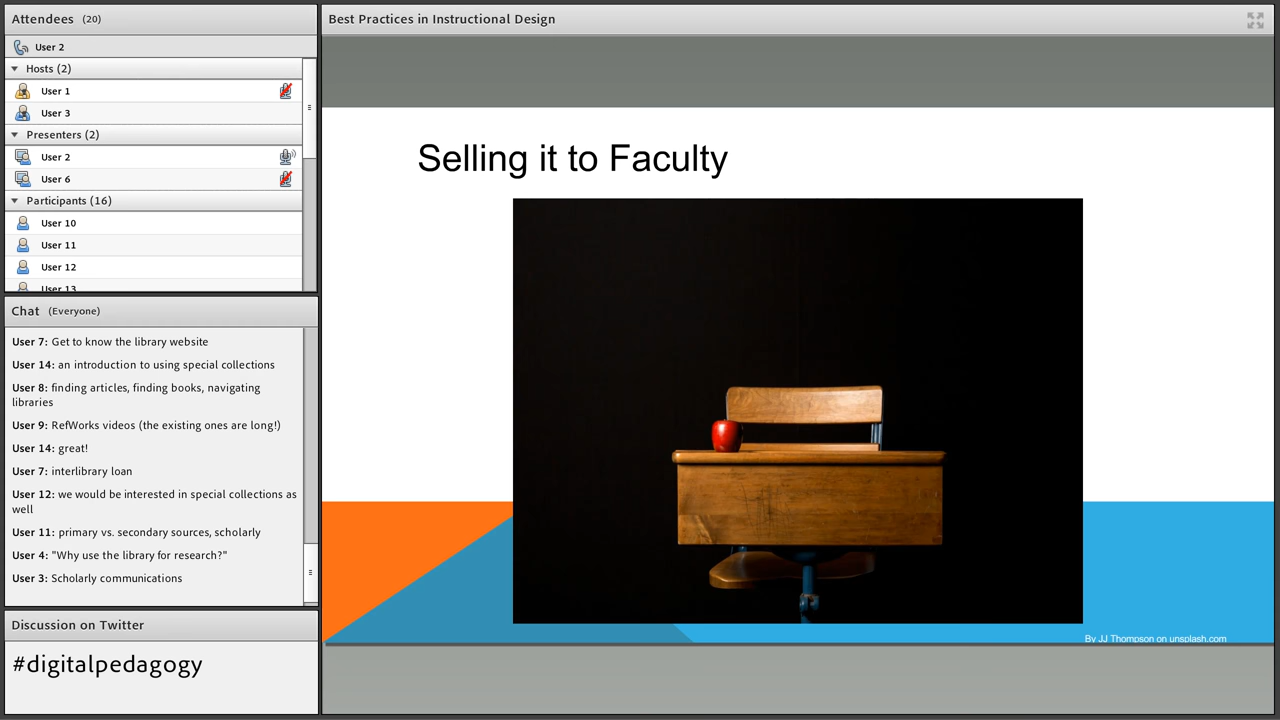 Attendees (20)
User 2
Hosts (2)
User 1
User 3
Presenters (2)
User 2
User 6
Participants (16)
User 10
User 11
User 12
User 13
Chat (Everyone)
User 7: Get to know the library website
User 14: an introduction to using special collections
User 8: finding articles, finding books, navigating
libraries
User 9: RefWorks videos (the existing ones are long!)
User 14: great!
User 7: interlibrary loan
User 12: we would be interested in special collections as
well
User 11: primary vs. secondary sources, scholarly
User 4: "Why use the library for research?"
User 3: Scholarly communications
Discussion on Twitter
#digitalpedagogy
Best Practices in Instructional Design
Selling it to Faculty
By JJ Thompson on unsplash.com